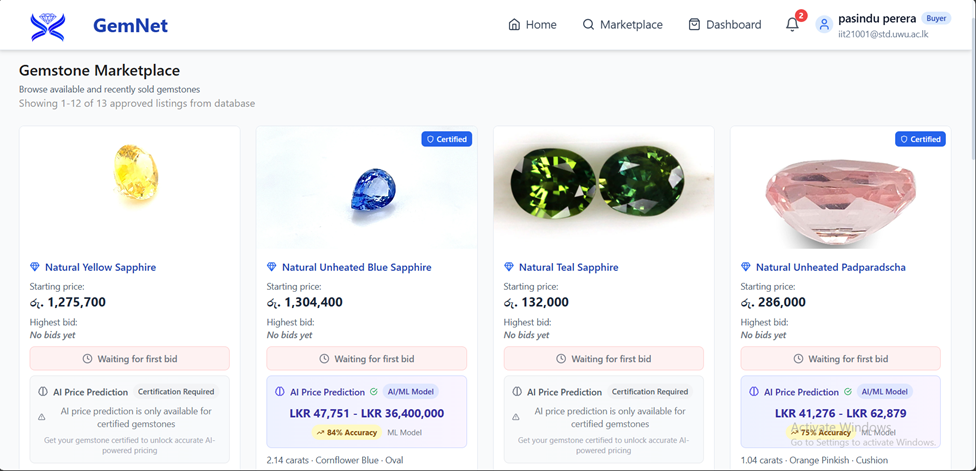 GemNet
Home
Marketplace
Dashboard
2
pasindu perera
Buyer
iit21001@std.uwu.ac.lk
Gemstone Marketplace
Browse available and recently sold gemstones
Showing 1-12 of 13 approved listings from database
Natural Yellow Sapphire
Starting price:
රු. 1,275,700
Highest bid:
No bids yet
Waiting for first bid
AI Price Prediction
Certification Required
AI price prediction is only available for
certified gemstones
Get your gemstone certified to unlock accurate AI-
powered pricing
Certified
Natural Unheated Blue Sapphire
Starting price:
රු. 1,304,400
Highest bid:
No bids yet
Waiting for first bid
AI Price Prediction
AI/ML Model
LKR 47,751 - LKR 36,400,000
84% Accuracy
ML Model
2.14 carats · Cornflower Blue · Oval
Natural Teal Sapphire
Starting price:
රු. 132,000
Highest bid:
No bids yet
Waiting for first bid
AI Price Prediction
Certification Required
AI price prediction is only available for
certified gemstones
Get your gemstone certified to unlock accurate AI-
powered pricing
Certified
Natural Unheated Padparadscha
Starting price:
රු. 286,000
Highest bid:
No bids yet
Waiting for first bid
AI Price Prediction
AI/ML Model
LKR 41,276 - LKR 62,879
75% Accuracy
ML Model
1.04 carats · Orange Pinkish · Cushion
Activate Windows
Go to Settings to activate Windows.